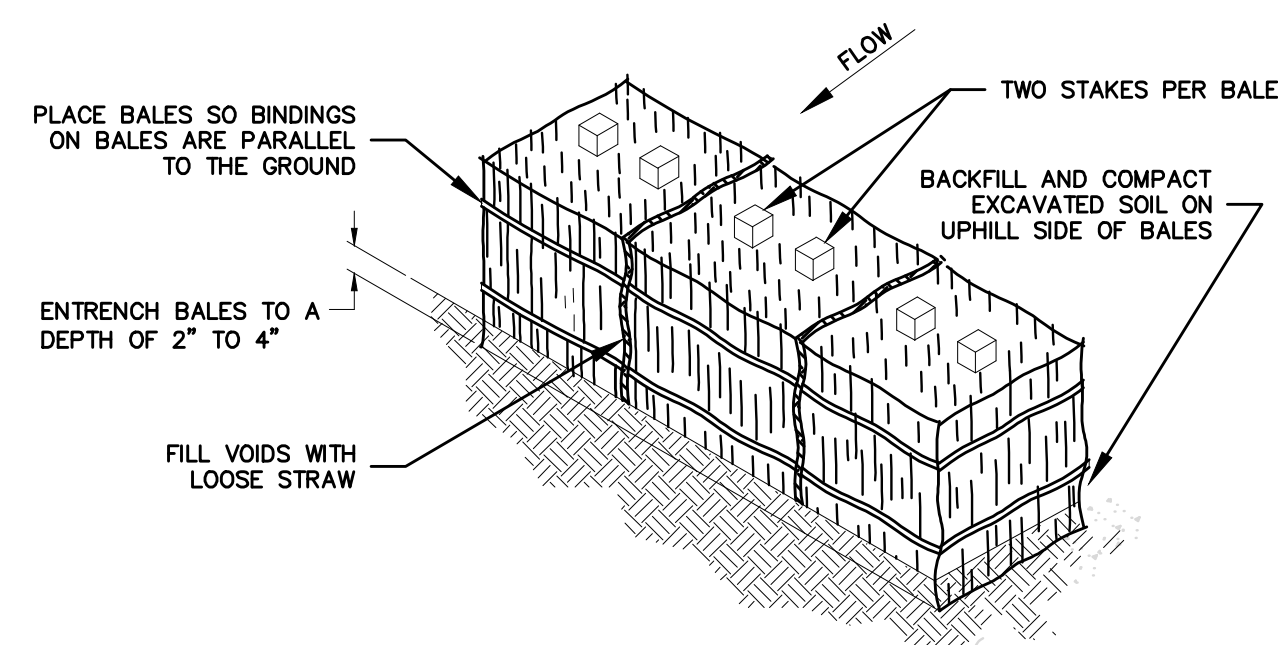 FLOW
PLACE BALES SO BINDINGS
ON BALES ARE PARALLEL
TO THE GROUND
TWO STAKES PER BALE
BACKFILL AND COMPACT
EXCAVATED SOIL ON
UPHILL SIDE OF BALES
ENTRENCH BALES TO A
DEPTH OF 2" TO 4"
FILL VOIDS WITH
LOOSE STRAW